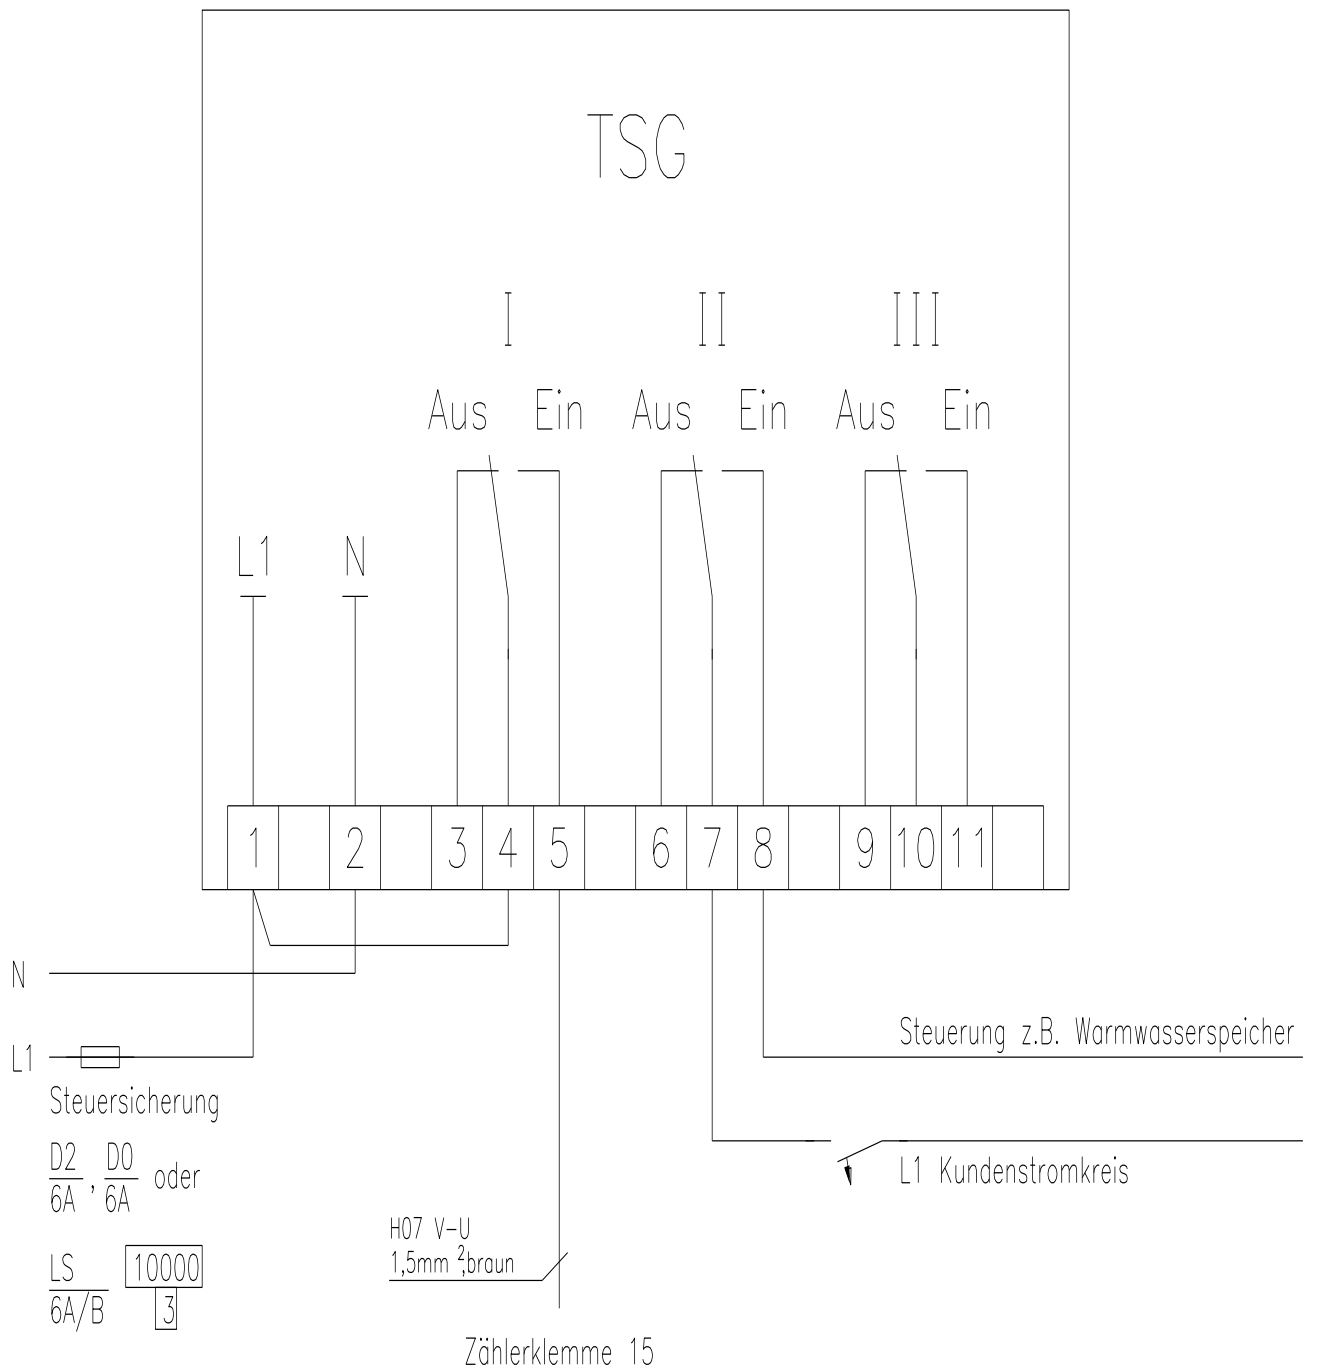 TSG
I II III
Aus Ein Aus Ein Aus Ein
L1 N
1 2 3 4 5 6 7 8 9 10 11
N
L1
Steuersicherung
D2 D0
6A , 6A oder
LS 10000
6A/B 3
H07 V-U
1,5mm²,braun
Zählerklemme 15
Steuerung z.B. Warmwasserspeicher
L1 Kundenstromkreis